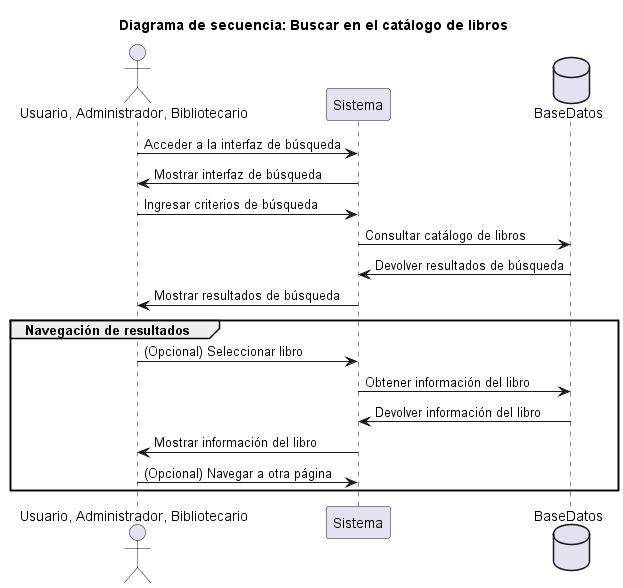 Diagrama de secuencia: Buscar en el catálogo de libros
Usuario, Administrador, Bibliotecario
Sistema
BaseDatos
Acceder a la interfaz de búsqueda
Mostrar interfaz de búsqueda
Ingresar criterios de búsqueda
Consultar catálogo de libros
Devolver resultados de búsqueda
Mostrar resultados de búsqueda
Navegación de resultados
(Opcional) Seleccionar libro
Obtener información del libro
Devolver información del libro
Mostrar información del libro
(Opcional) Navegar a otra página
Usuario, Administrador, Bibliotecario
Sistema
BaseDatos